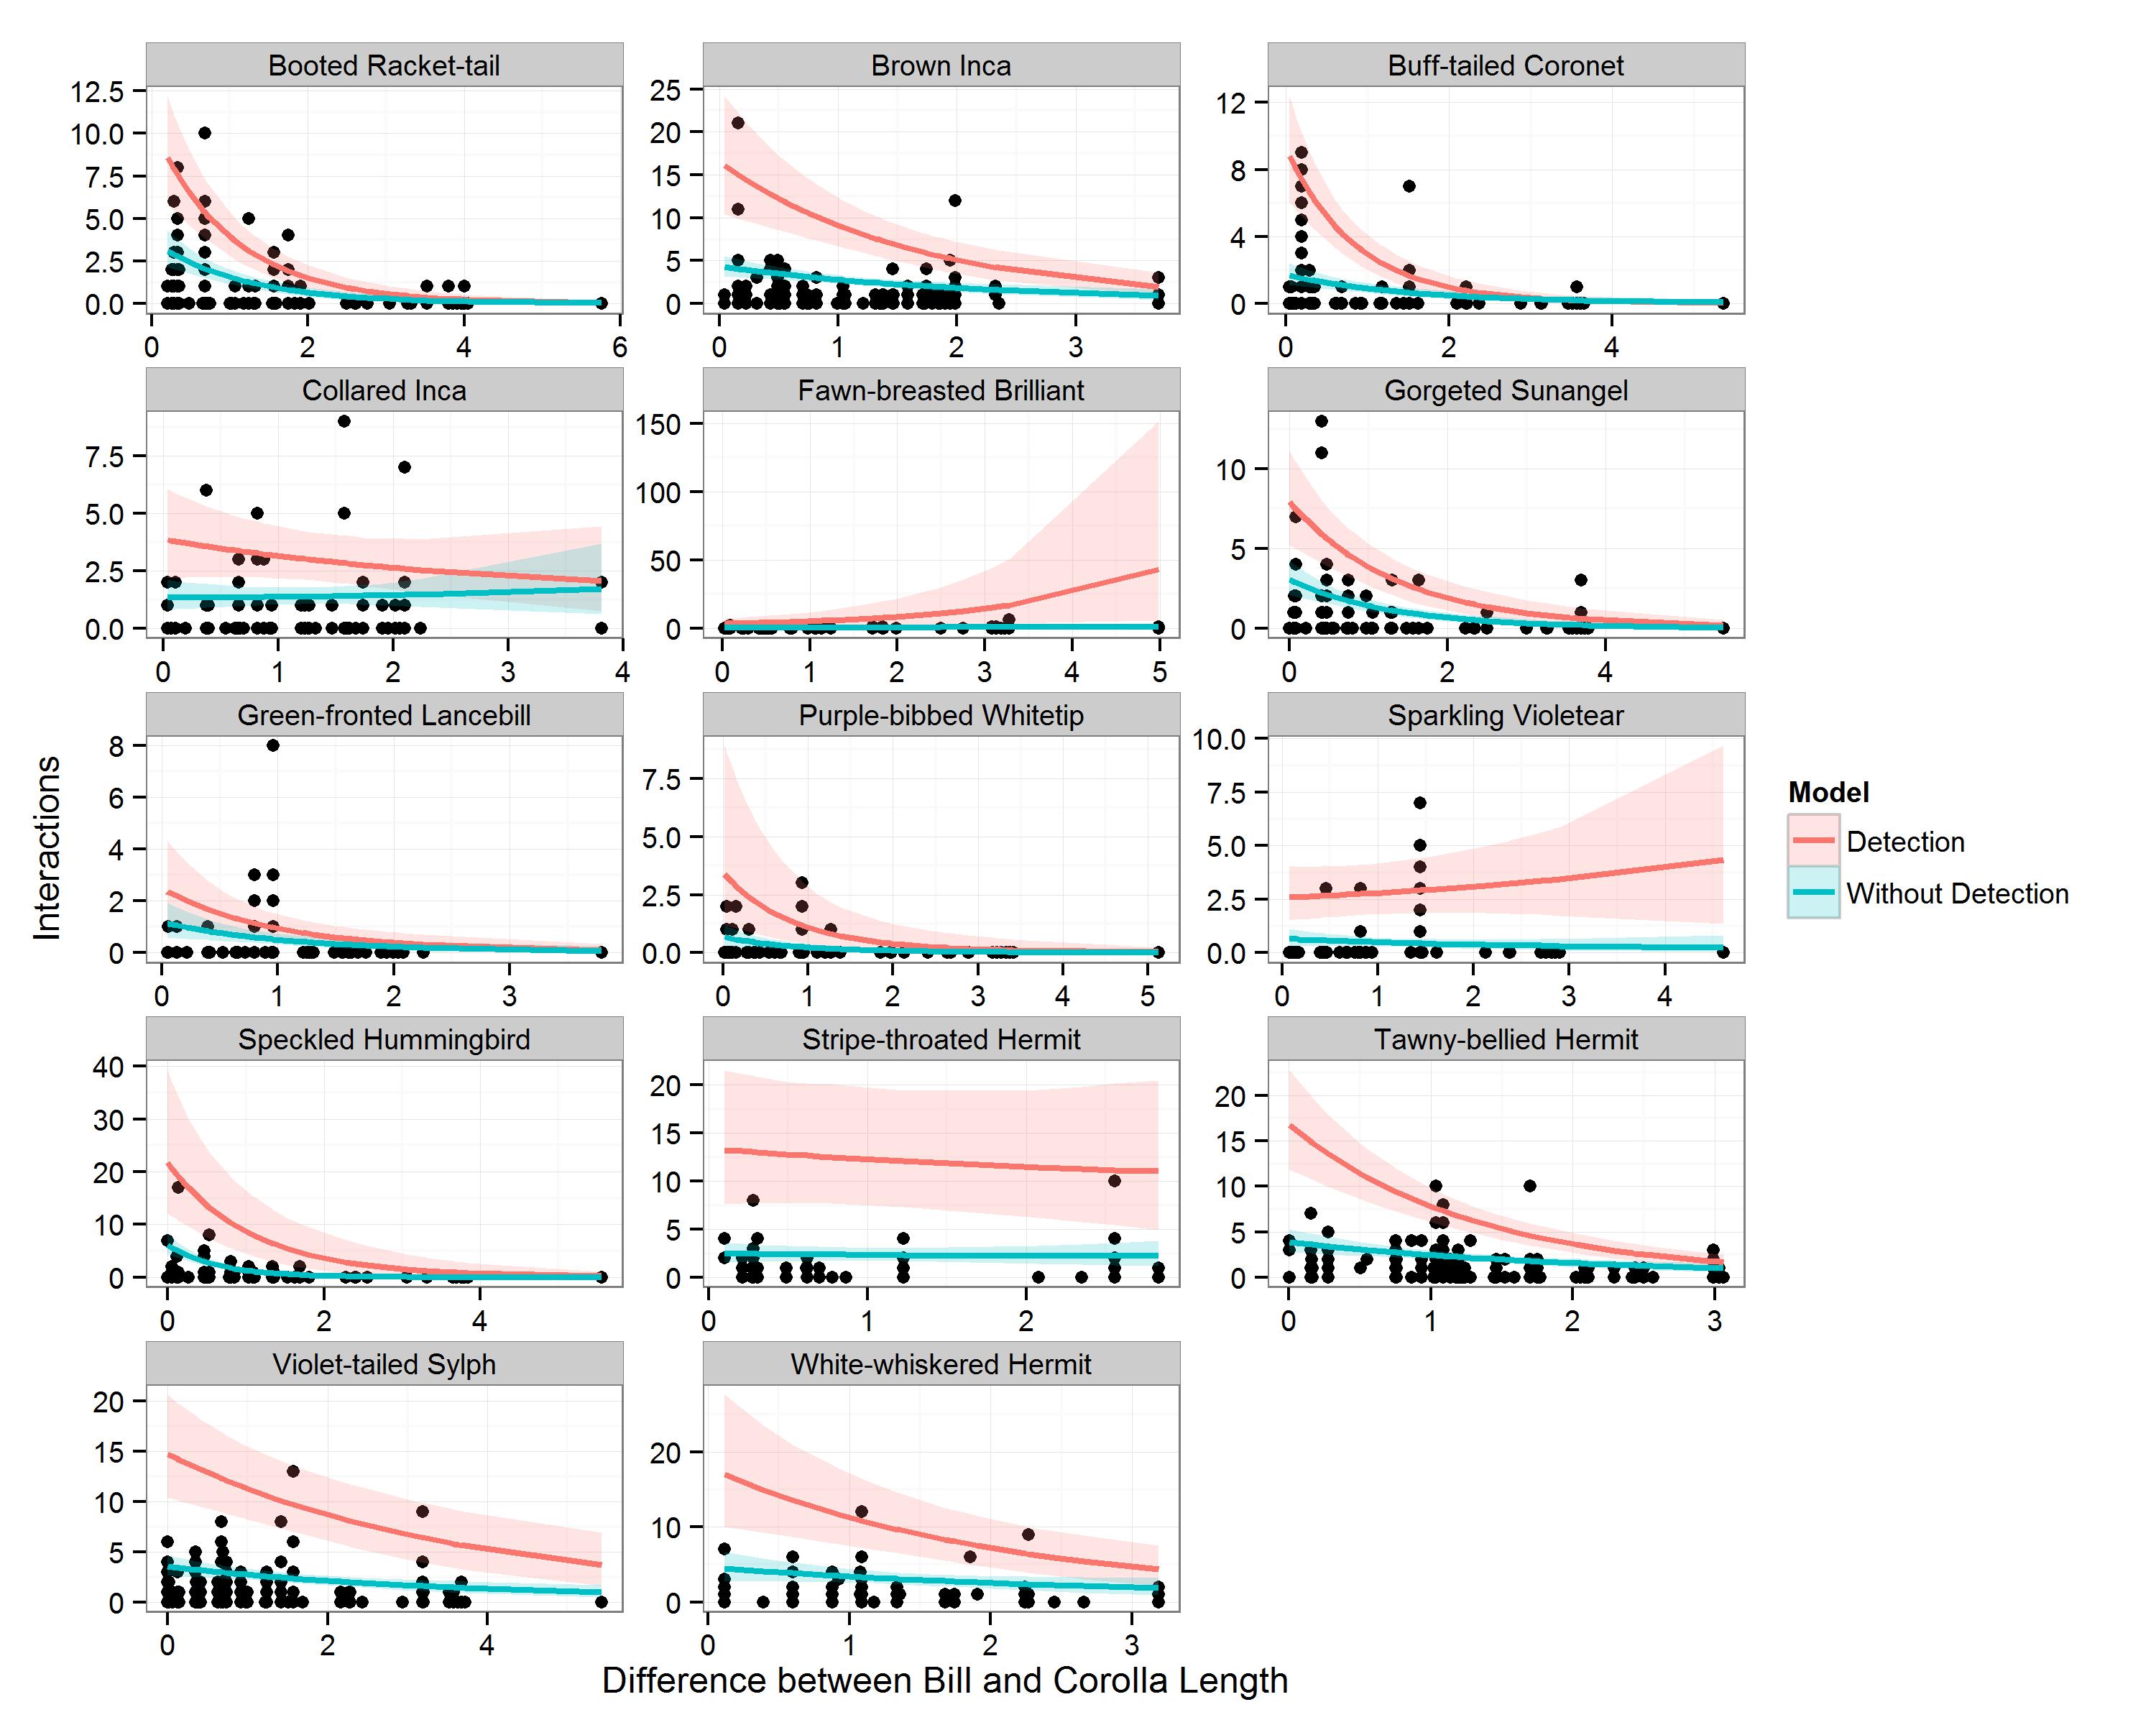 Booted Racket-tail
Brown Inca
Buff-tailed Coronet
12.5
10.0
7.5
5.0
2.5
0.0
25
20
15
10
5
0
12
8
4
0
0 2 4 6
0 1 2 3
0 2 4
Collared Inca
Fawn-breasted Brilliant
Gorgeted Sunangel
7.5
5.0
2.5
0.0
150
100
50
0
10
5
0
0 1 2 3 4
0 1 2 3 4 5
0 2 4
Green-fronted Lancebill
Purple-bibbed Whitetip
Sparkling Violetear
8
6
4
2
0
7.5
5.0
2.5
0.0
10.0
7.5
5.0
2.5
0.0
0 1 2 3
0 1 2 3 4 5
0 1 2 3 4
Speckled Hummingbird
Stripe-throated Hermit
Tawny-bellied Hermit
40
30
20
10
0
20
15
10
5
0
20
15
10
5
0
0 2 4
0 1 2
0 1 2 3
Violet-tailed Sylph
White-whiskered Hermit
20
15
10
5
0
20
10
0
0 2 4
0 1 2 3
Interactions
Difference between Bill and Corolla Length
Model
Detection
Without Detection